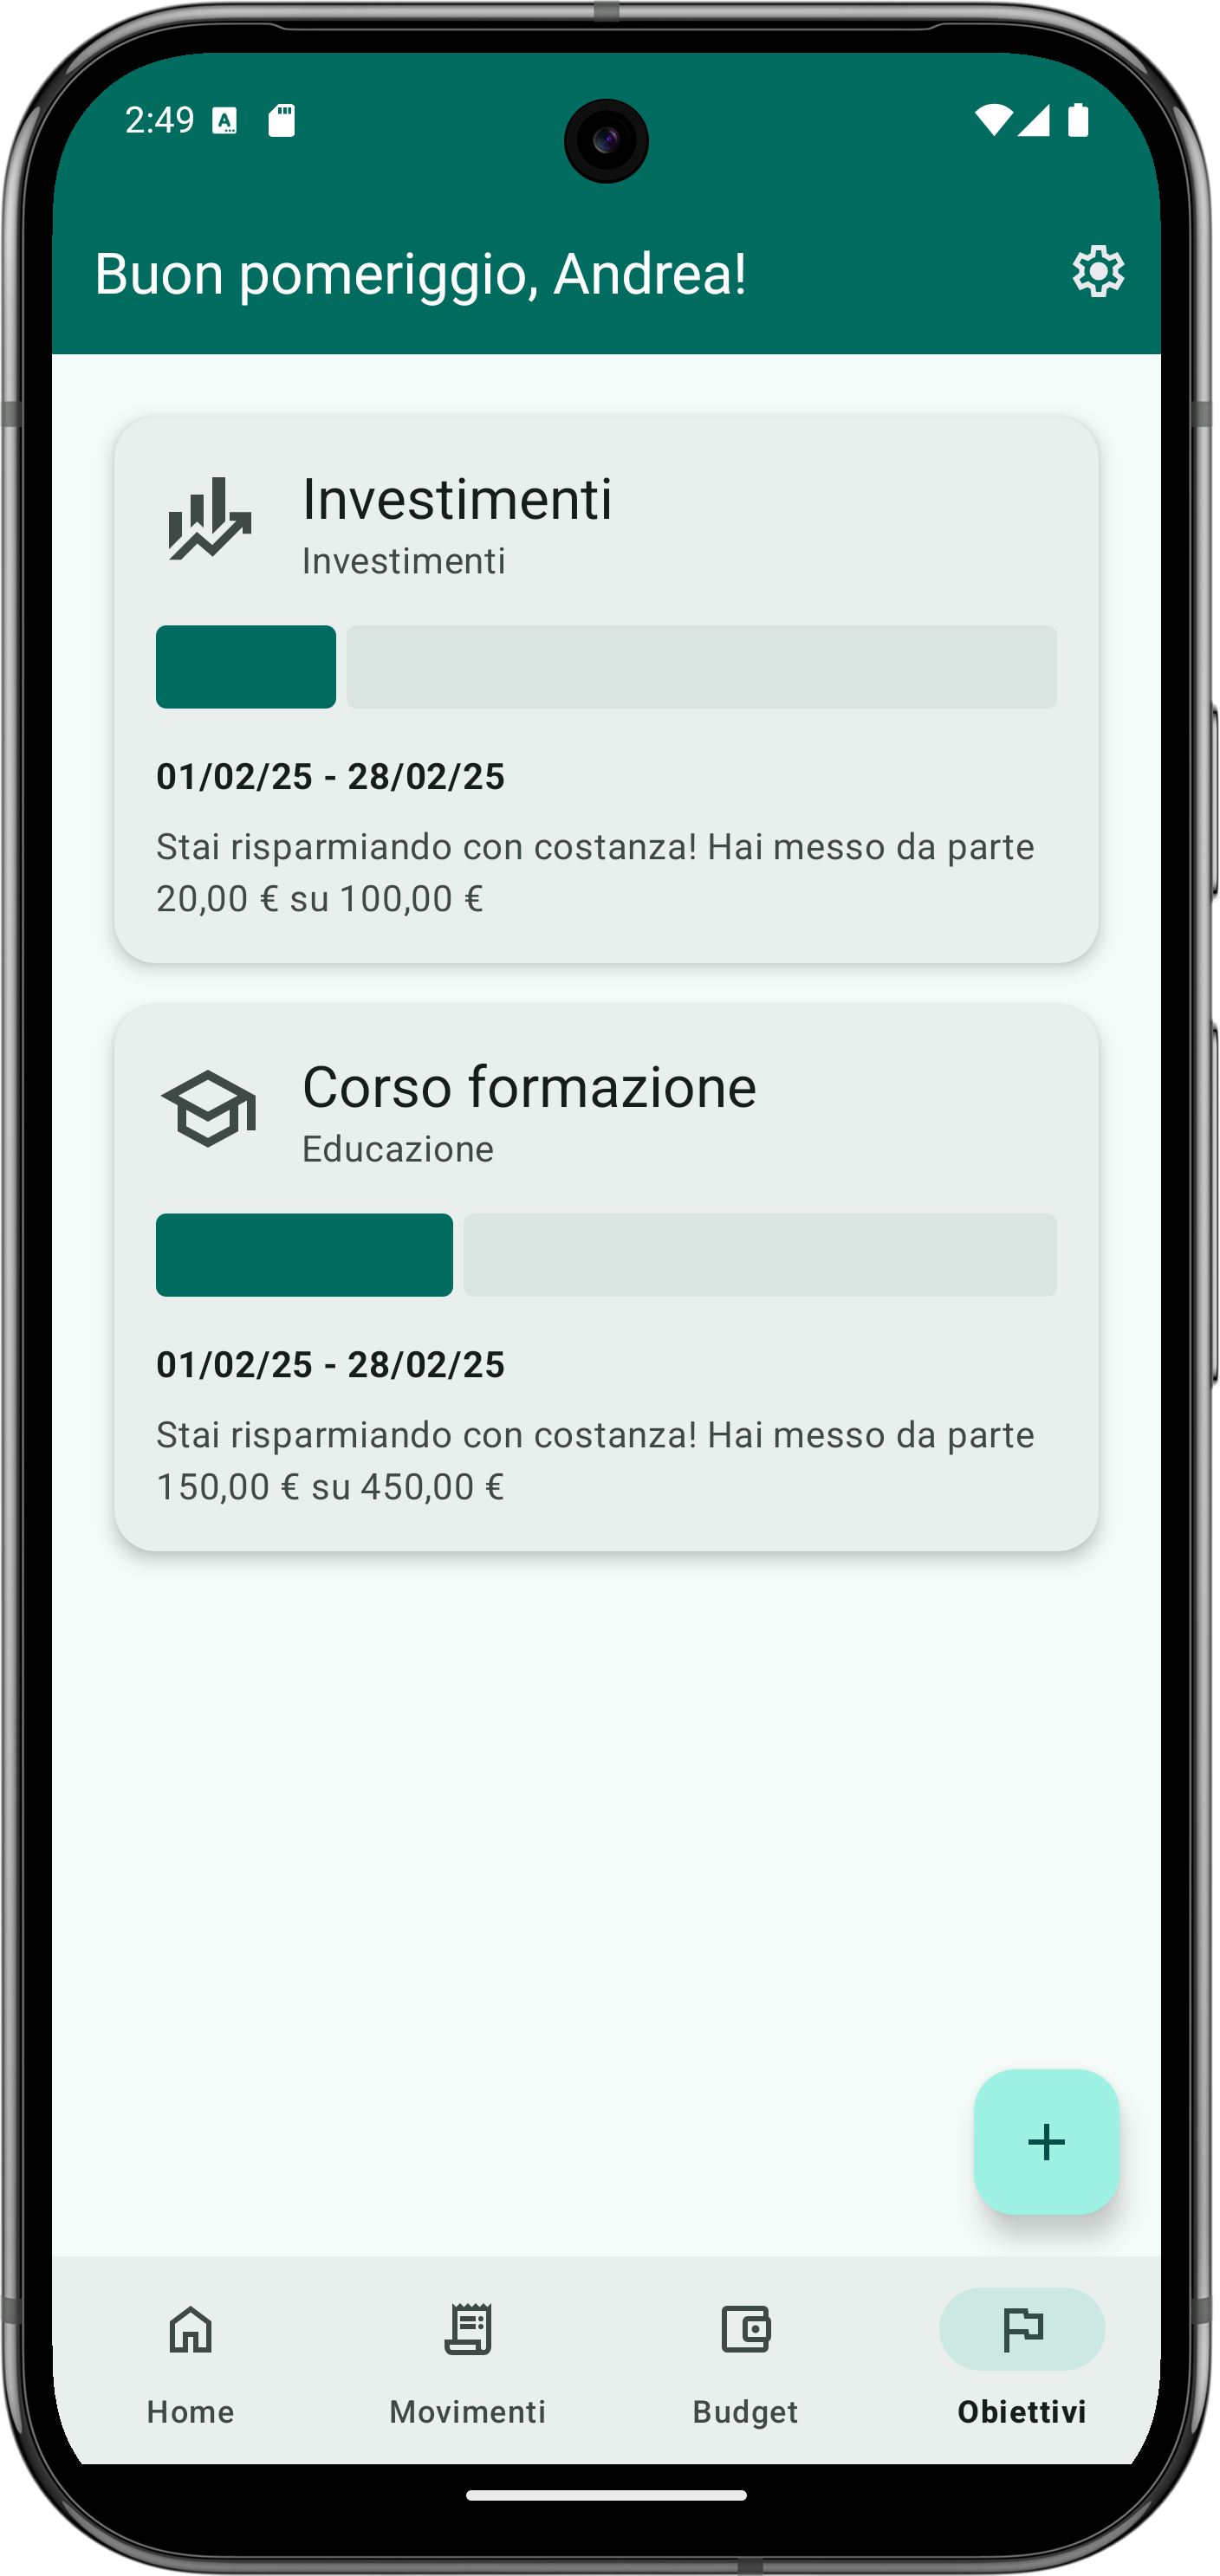 2:49
Buon pomeriggio, Andrea!
Investimenti
Investimenti
01/02/25 - 28/02/25
Stai risparmiando con costanza! Hai messo da parte
20,00 € su 100,00 €
Corso formazione
Educazione
01/02/25 - 28/02/25
Stai risparmiando con costanza! Hai messo da parte
150,00 € su 450,00 €
Home Movimenti Budget Obiettivi